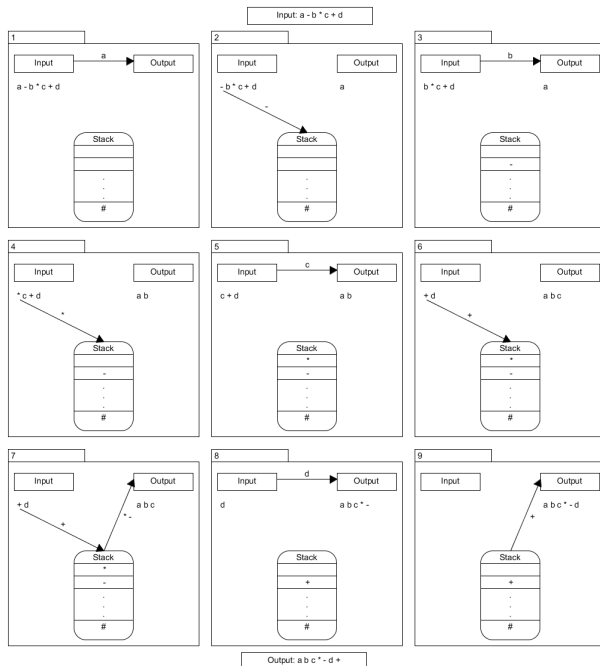 Input: a - b * c + d
1
Input
a
Output
a - b * c + d
Stack
.
.
.
#
2
Input
Output
- b * c + d
a
-
Stack
.
.
.
#
3
Input
b
Output
b * c + d
a
Stack
-
.
.
.
#
4
Input
Output
* c + d
a b
*
Stack
-
.
.
.
#
5
Input
c
Output
c + d
a b
Stack
*
-
.
.
.
#
6
Input
Output
+ d
a b c
+
Stack
*
-
.
.
.
#
7
Input
Output
+ d
a b c
+
* -
Stack
*
-
.
.
.
#
8
Input
d
Output
d
a b c * -
Stack
+
.
.
.
#
9
Input
Output
a b c * - d
+
Stack
+
.
.
.
#
Output: a b c * - d +